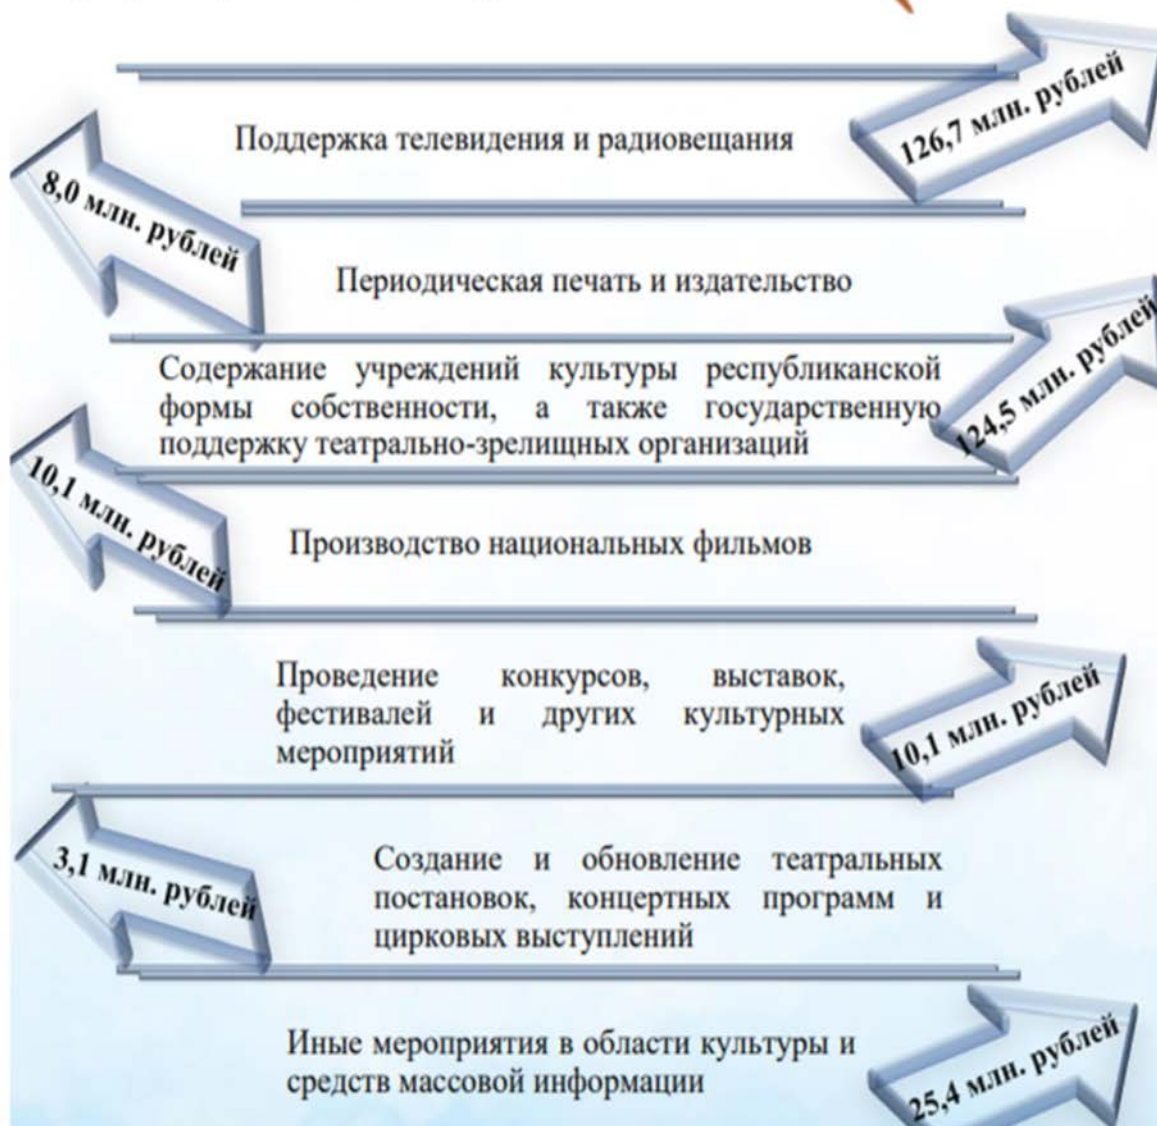 126,7 млн. рублей
Поддержка телевидения и радиовещания
8,0 млн. рублей
Периодическая печать и издательство
124,5 млн. рублей
Содержание учреждений культуры республиканской
формы собственности, а также государственную
поддержку театрально-зрелищных организаций
10,1 млн. рублей
Производство национальных фильмов
Проведение конкурсов, выставок,
фестивалей и других культурных
мероприятий
10,1 млн. рублей
3,1 млн. рублей
Создание и обновление театральных
постановок, концертных программ и
цирковых выступлений
Иные мероприятия в области культуры и
средств массовой информации
25,4 млн. рублей